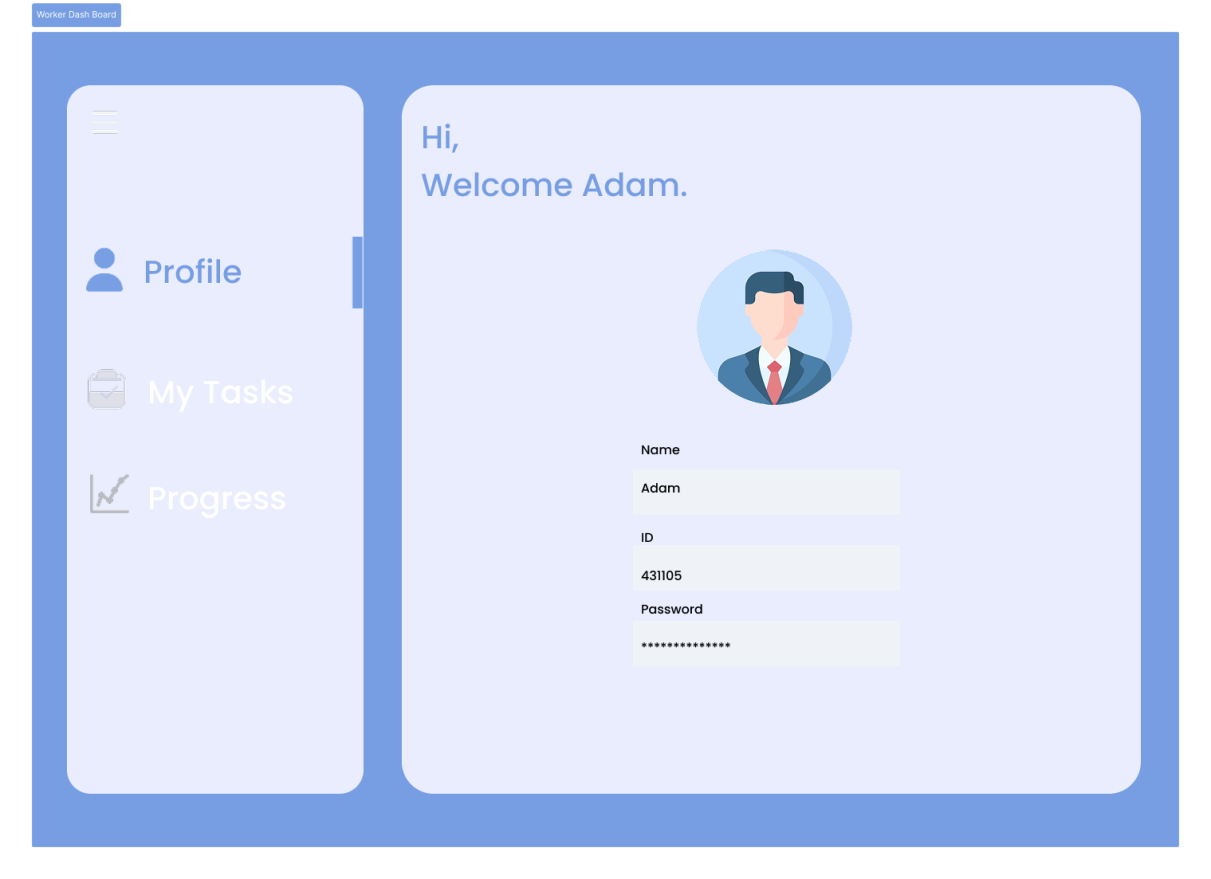 Worker Dash Board
Hi,
Welcome Adam.
Profile
My Tasks
Progress
Name
Adam
ID
431105
Password
**************